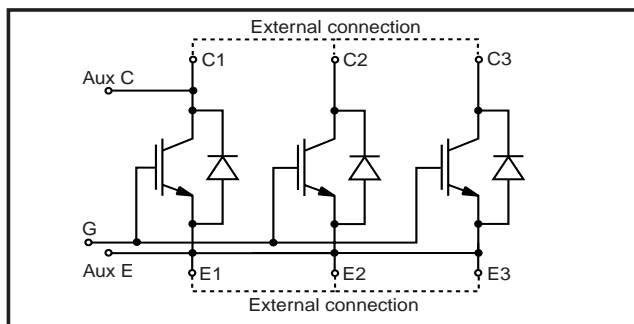 External connection
C1
C2
C3
Aux C
G
Aux E
E1
E2
E3
External connection